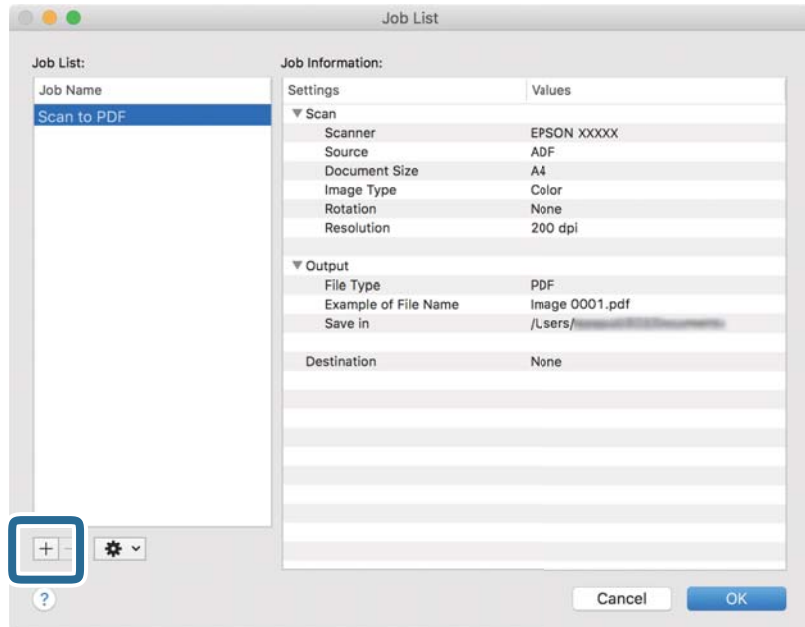 Job List
Job List:
Job Information:
Job Name
Settings Values
Scan to PDF
Scan
Scanner EPSON XXXXX
Source ADF
Document Size A4
Image Type Color
Rotation None
Resolution 200 dpi
Output
File Type PDF
Example of File Name Image 0001.pdf
Save in /Users/
Destination None
+ -
?
Cancel OK